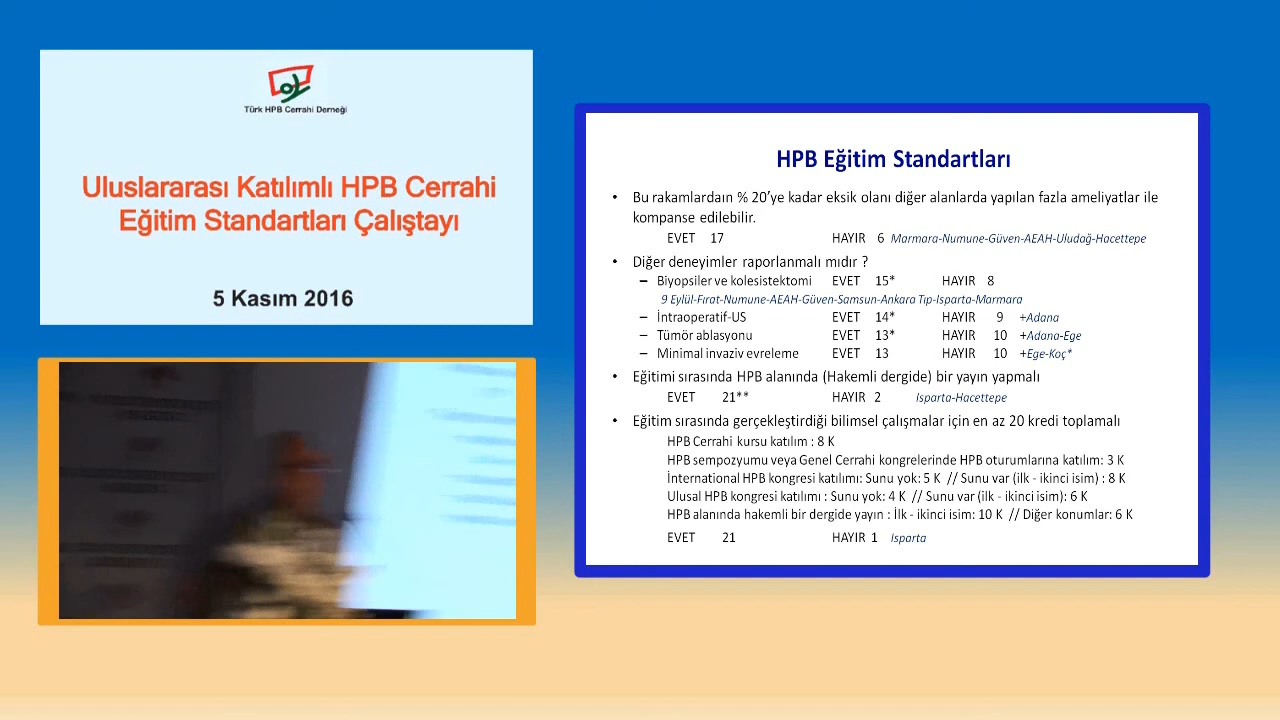 Türk HPB Cerrahi Derneği
Uluslararası Katılımlı HPB Cerrahi
Eğitim Standartları Çalıştayı
5 Kasım 2016
HPB Eğitim Standartları
• Bu rakamlardaın % 20'ye kadar eksik olanı diğer alanlarda yapılan fazla ameliyatlar ile
kompanse edilebilir.
EVET 17 HAYIR 6 Marmara-Numune-Güven-AEAH-Uludağ-Hacettepe
• Diğer deneyimler raporlanmalı mıdır ?
– Biyopsiler ve kolesistektomi EVET 15* HAYIR 8
9 Eylül-Fırat-Numune-AEAH-Güven-Samsun-Ankara Tıp-Isparta-Marmara
– İntraoperatif-US EVET 14* HAYIR 9 +Adana
– Tümör ablasyonu EVET 13* HAYIR 10 +Adana-Ege
– Minimal invaziv evreleme EVET 13 HAYIR 10 +Ege-Koç*
• Eğitimi sırasında HPB alanında (Hakemli dergide) bir yayın yapmalı
EVET 21** HAYIR 2 Isparta-Hacettepe
• Eğitim sırasında gerçekleştirdiği bilimsel çalışmalar için en az 20 kredi toplamalı
HPB Cerrahi kursu katılım : 8 K
HPB sempozyumu veya Genel Cerrahi kongrelerinde HPB oturumlarına katılım: 3 K
İnternational HPB kongresi katılımı: Sunu yok: 5 K // Sunu var (ilk - ikinci isim) : 8 K
Ulusal HPB kongresi katılımı : Sunu yok: 4 K // Sunu var (ilk - ikinci isim): 6 K
HPB alanında hakemli bir dergide yayın : İlk - ikinci isim: 10 K // Diğer konumlar: 6 K
EVET 21 HAYIR 1 Isparta